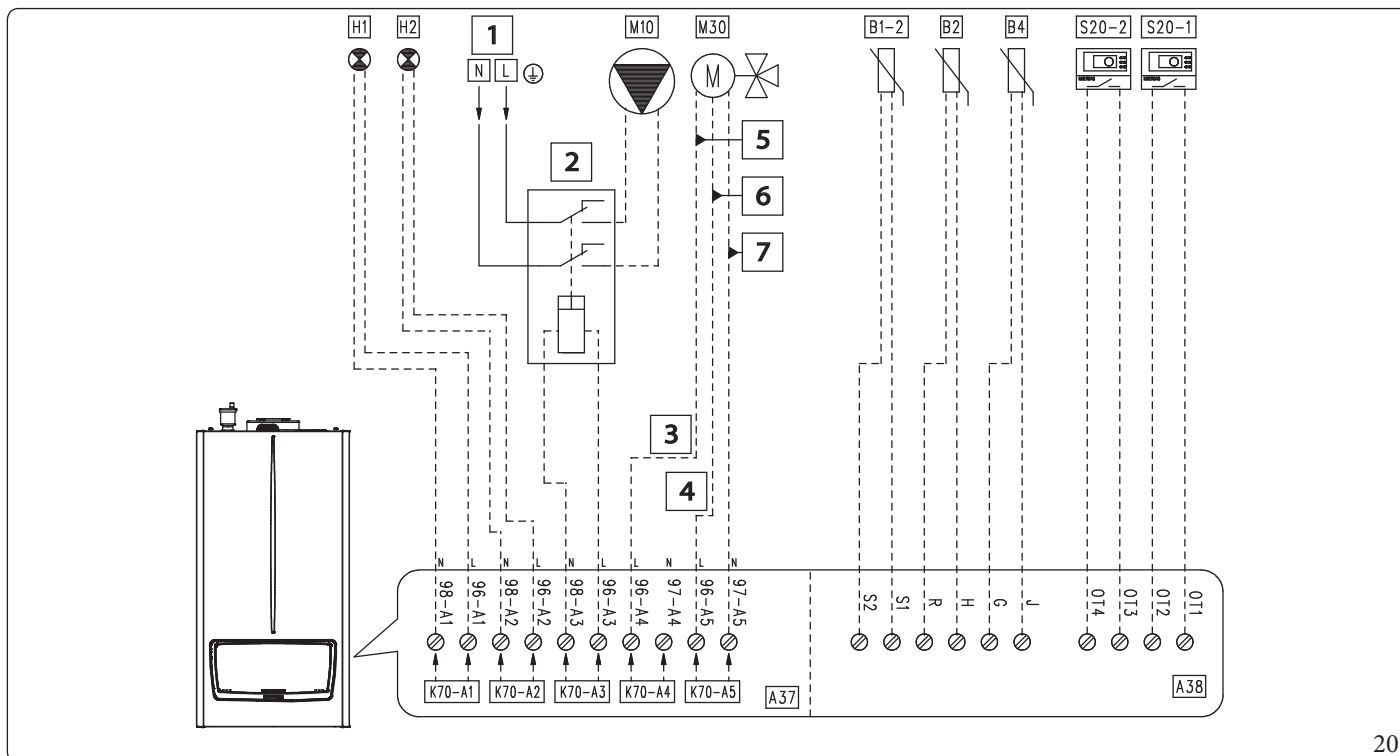 H1 H2 1 M10 M30 B1-2 B2 B4 S20-2 S20-1
N L
M
5
2
6
7
3
4
N L N L N L L N L N
98-A1 96-A1 98-A2 96-A2 98-A3 96-A3 96-A4 97-A4 96-A5 97-A5 S2 S1 R H G J OT4 OT3 OT2 OT1
K70-A1 K70-A2 K70-A3 K70-A4 K70-A5 A37 A38
20